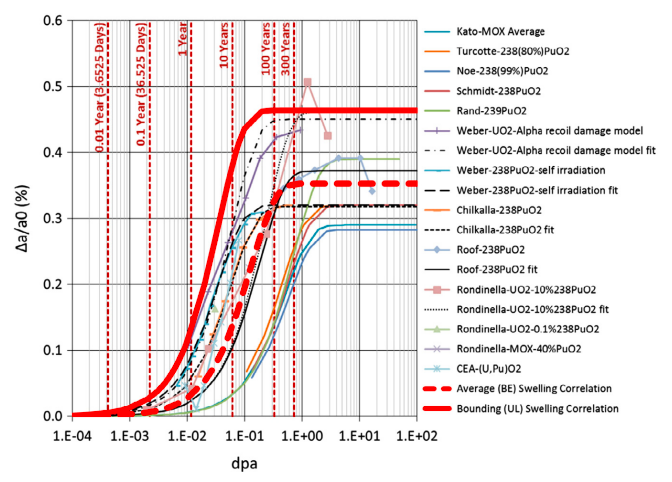 0.6
0.5
0.4
0.3
0.2
0.1
0.0
Δa/a0 (%)
1.E-04
1.E-03
1.E-02
1.E-01
1.E+00
1.E+01
1.E+02
dpa
0.01 Year (3.6525 Days)
0.1 Year (36.525 Days)
1 Year
10 Years
100 Years
300 Years
Kato-MOX Average
Turcotte-238(80%)PuO2
Noe-238(99%)PuO2
Schmidt-238PuO2
Rand-239PuO2
Weber-UO2-Alpha recoil damage model
Weber-UO2-Alpha recoil damage model fit
Weber-238PuO2-self irradiation
Weber-238PuO2-self irradiation fit
Chilkalla-238PuO2
Chilkalla-238PuO2 fit
Roof-238PuO2
Roof-238PuO2 fit
Rondinella-UO2-10%238PuO2
Rondinella-UO2-10%238PuO2 fit
Rondinella-UO2-0.1%238PuO2
Rondinella-MOX-40%PuO2
CEA-(U,Pu)O2
Average (BE) Swelling Correlation
Bounding (UL) Swelling Correlation